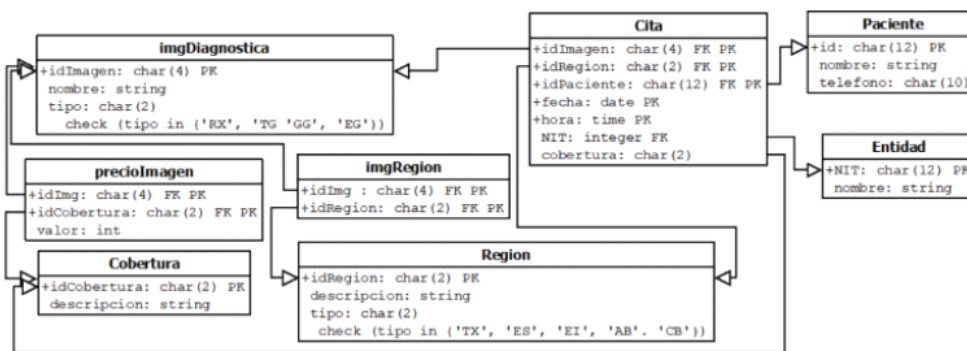 imgDiagnostica
+idImagen: char(4) PK
nombre: string
tipo: char(2)
check (tipo in ('RX', 'TG 'GG', 'EG'))
precioImagen
+idImg: char(4) FK PK
+idCobertura: char(2) FK PK
valor: int
Cobertura
+idCobertura: char(2) PK
descripcion: string
imgRegion
+idImg : char(4) FK PK
+idRegion: char(2) FK PK
Region
+idRegion: char(2) PK
descripcion: string
tipo: char(2)
check (tipo in ('TX', 'ES', 'EI', 'AB'. 'CB'))
Cita
+idImagen: char(4) FK PK
+idRegion: char(2) FK PK
+idPaciente: char(12) FK PK
+fecha: date PK
+hora: time PK
NIT: integer FK
cobertura: char(2)
Paciente
+id: char(12) PK
nombre: string
telefono: char(10)
Entidad
+NIT: char(12) PK
nombre: string